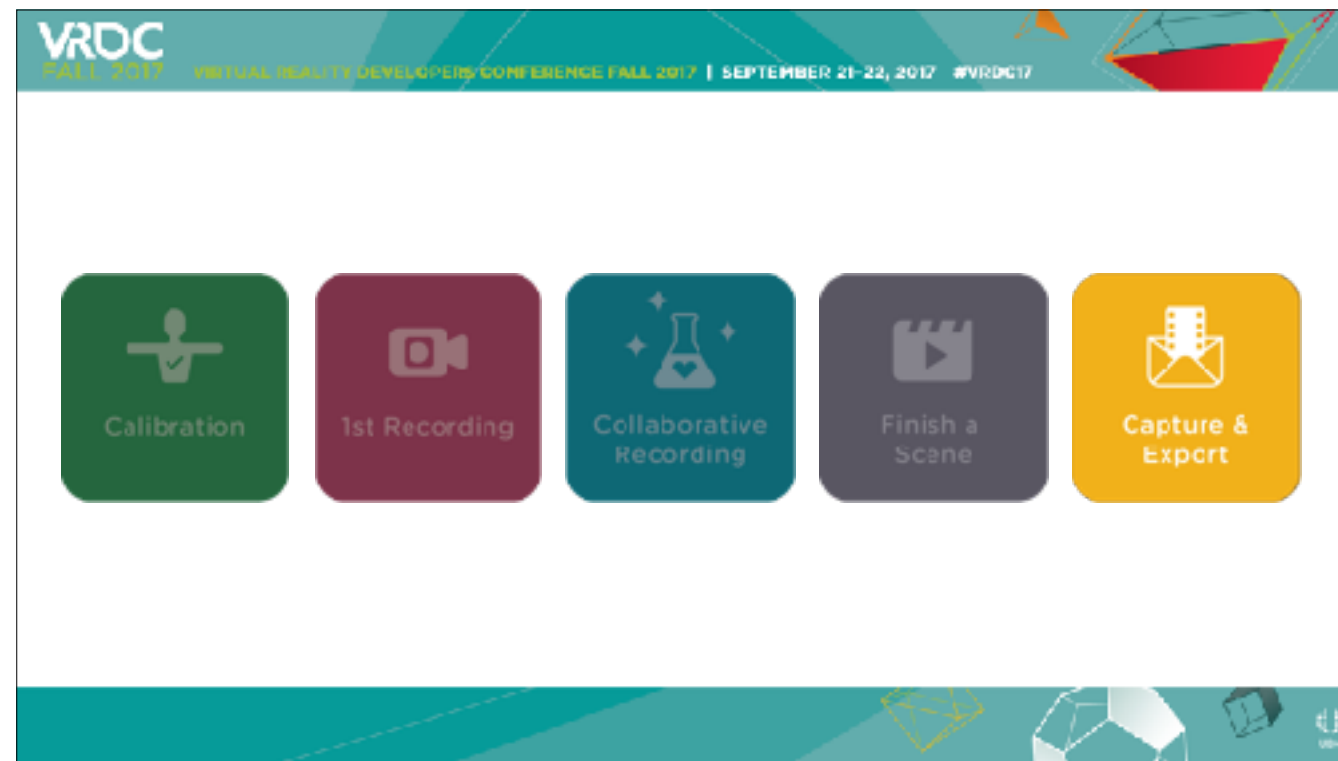 VRDC
FALL 2017
VIRTUAL REALITY DEVELOPERS CONFERENCE FALL 2017 | SEPTEMBER 21-22, 2017 #VRDC17
Calibration
1st Recording
Collaborative
Recording
Finish a
Scene
Capture &
Export